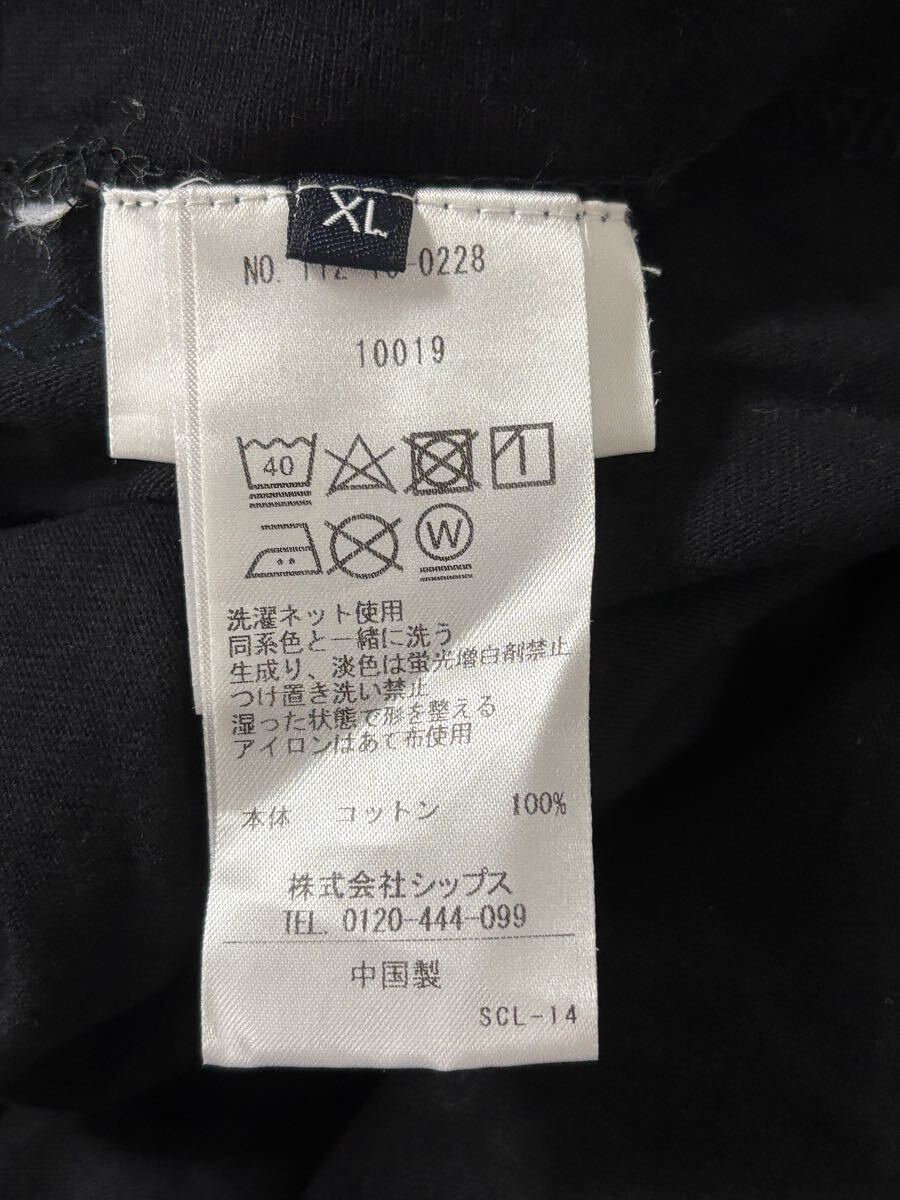 XL
NO. 0228
10019
40
W
洗濯ネット使用
同系色と一緒に洗う
生成り、淡色は蛍光増白剤禁止
つけ置き洗い禁止
湿った状態で形を整える
アイロンはあて布使用
本体 コットン 100%
株式会社シップス
TEL. 0120-444-099
中国製
SCL-14